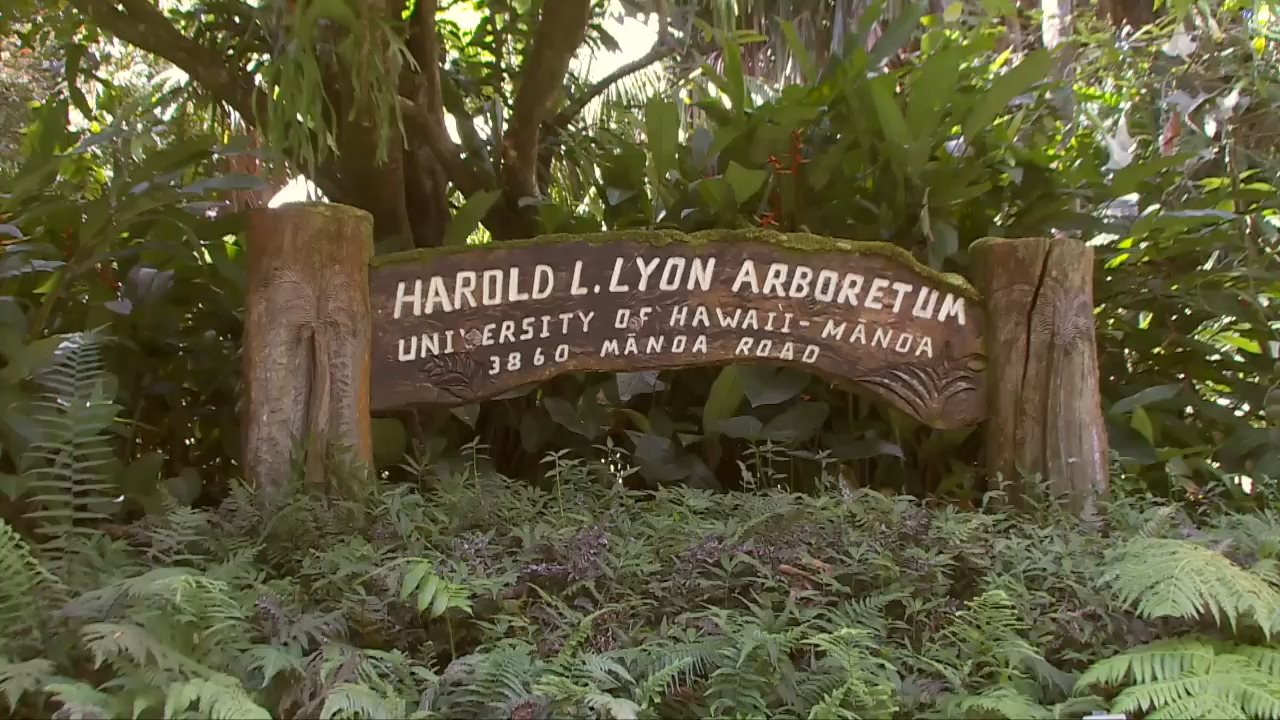 HAROLD L. LYON ARBORETUM
UNIVERSITY OF HAWAII-MĀNOA
3860 MĀNOA ROAD